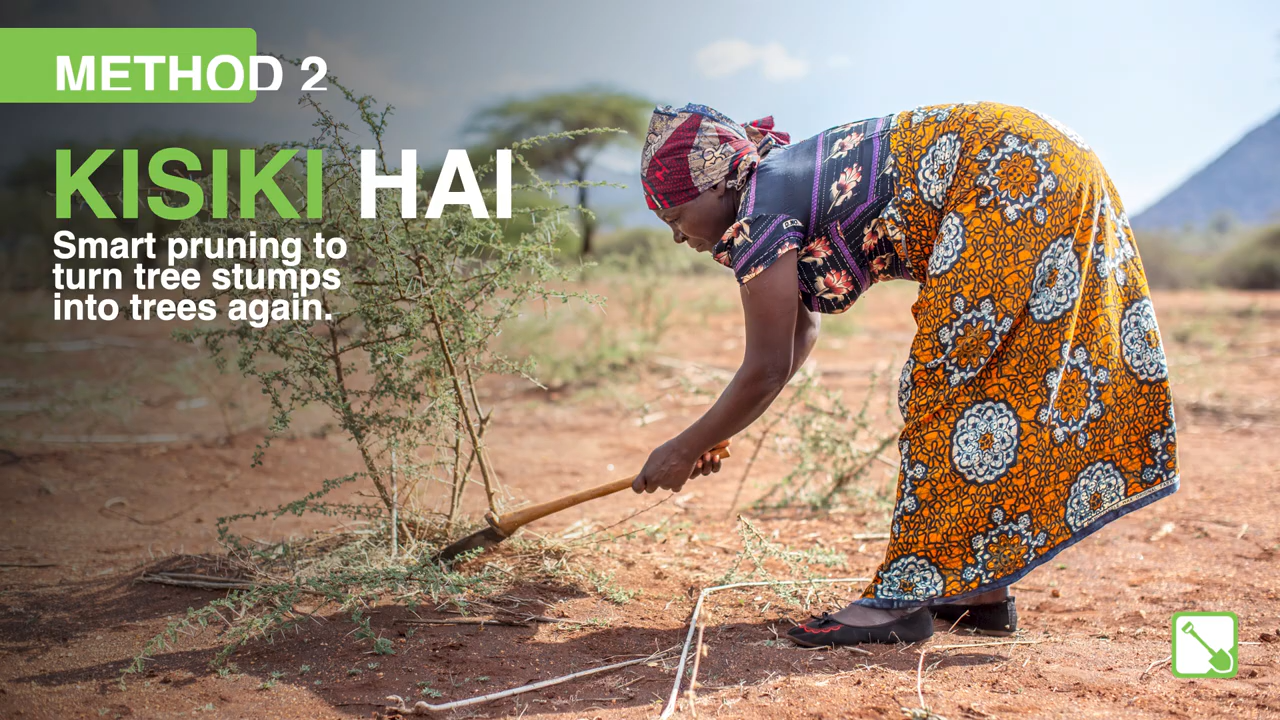 METHOD 2
KISIKI HAI
Smart pruning to
turn tree stumps
into trees again.